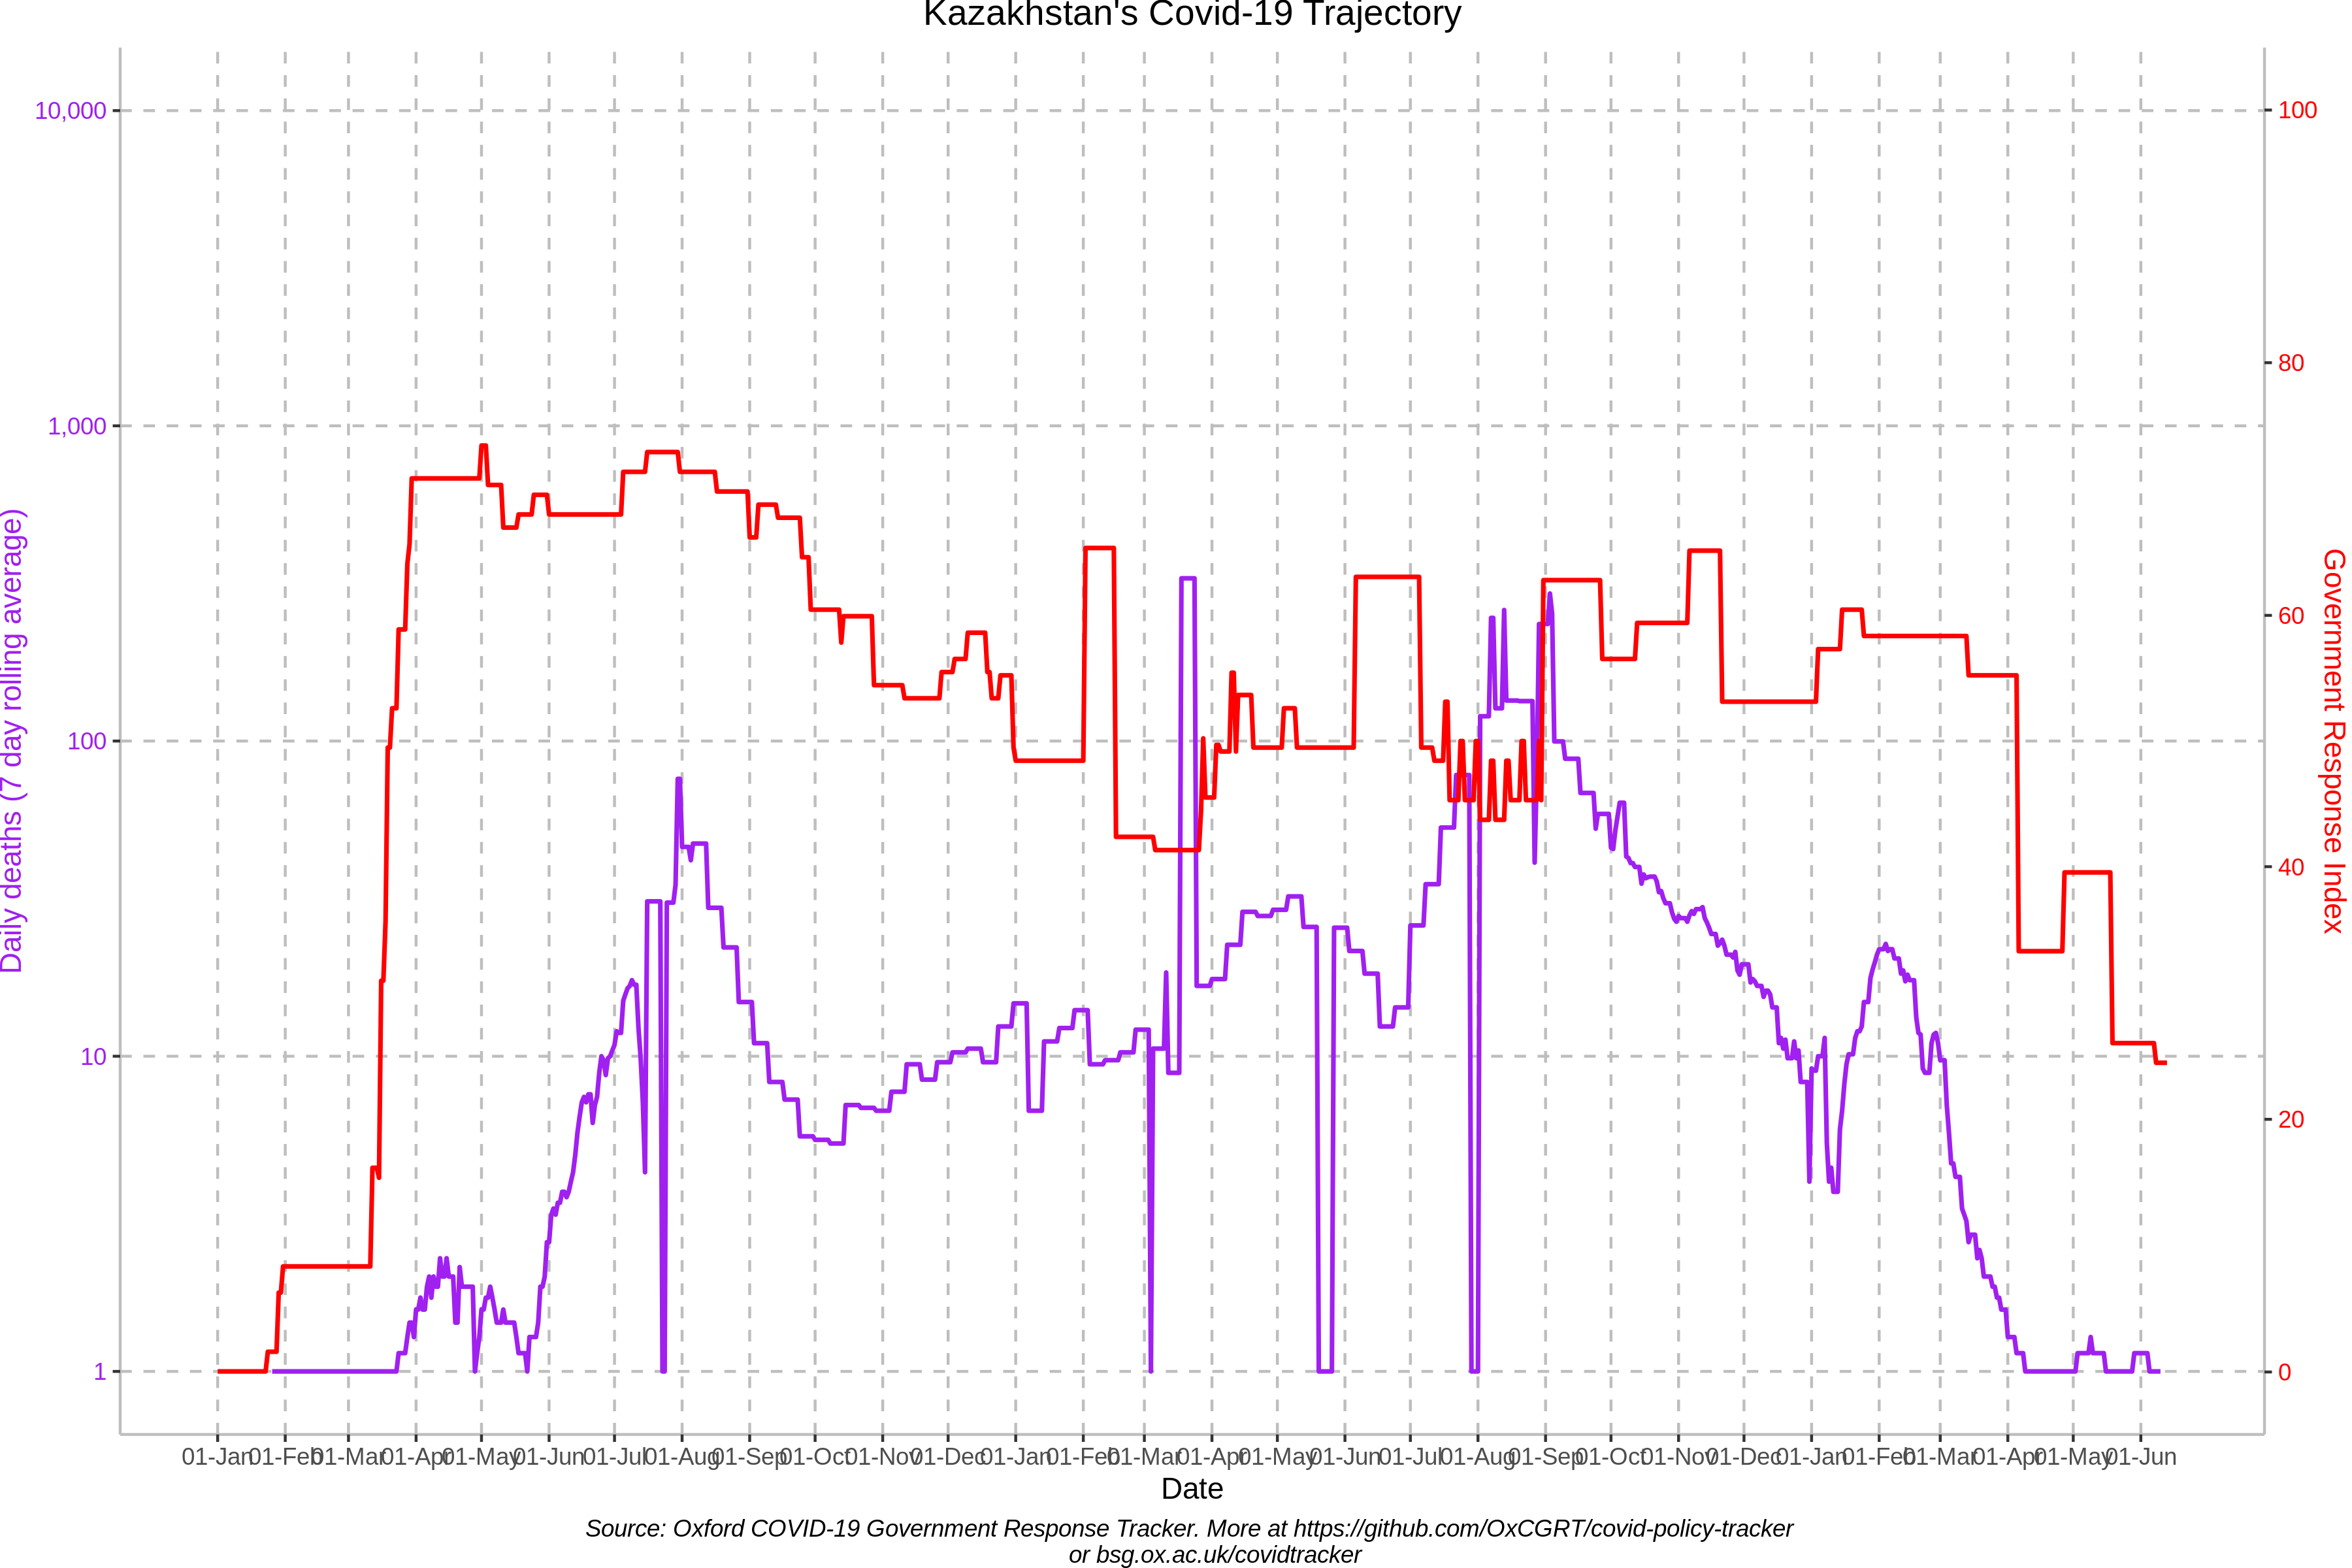 Kazakhstan's Covid-19 Trajectory
10,000
1,000
100
10
1
Daily deaths (7 day rolling average)
100
80
60
40
20
0
Government Response Index
01-Jan 01-Feb 01-Mar 01-Apr 01-May 01-Jun 01-Jul 01-Aug 01-Sep 01-Oct 01-Nov 01-Dec 01-Jan 01-Feb 01-Mar 01-Apr 01-May 01-Jun 01-Jul 01-Aug 01-Sep 01-Oct 01-Nov 01-Dec 01-Jan 01-Feb 01-Mar 01-Apr 01-May 01-Jun
Date
Source: Oxford COVID-19 Government Response Tracker. More at https://github.com/OxCGRT/covid-policy-tracker
or bsg.ox.ac.uk/covidtracker